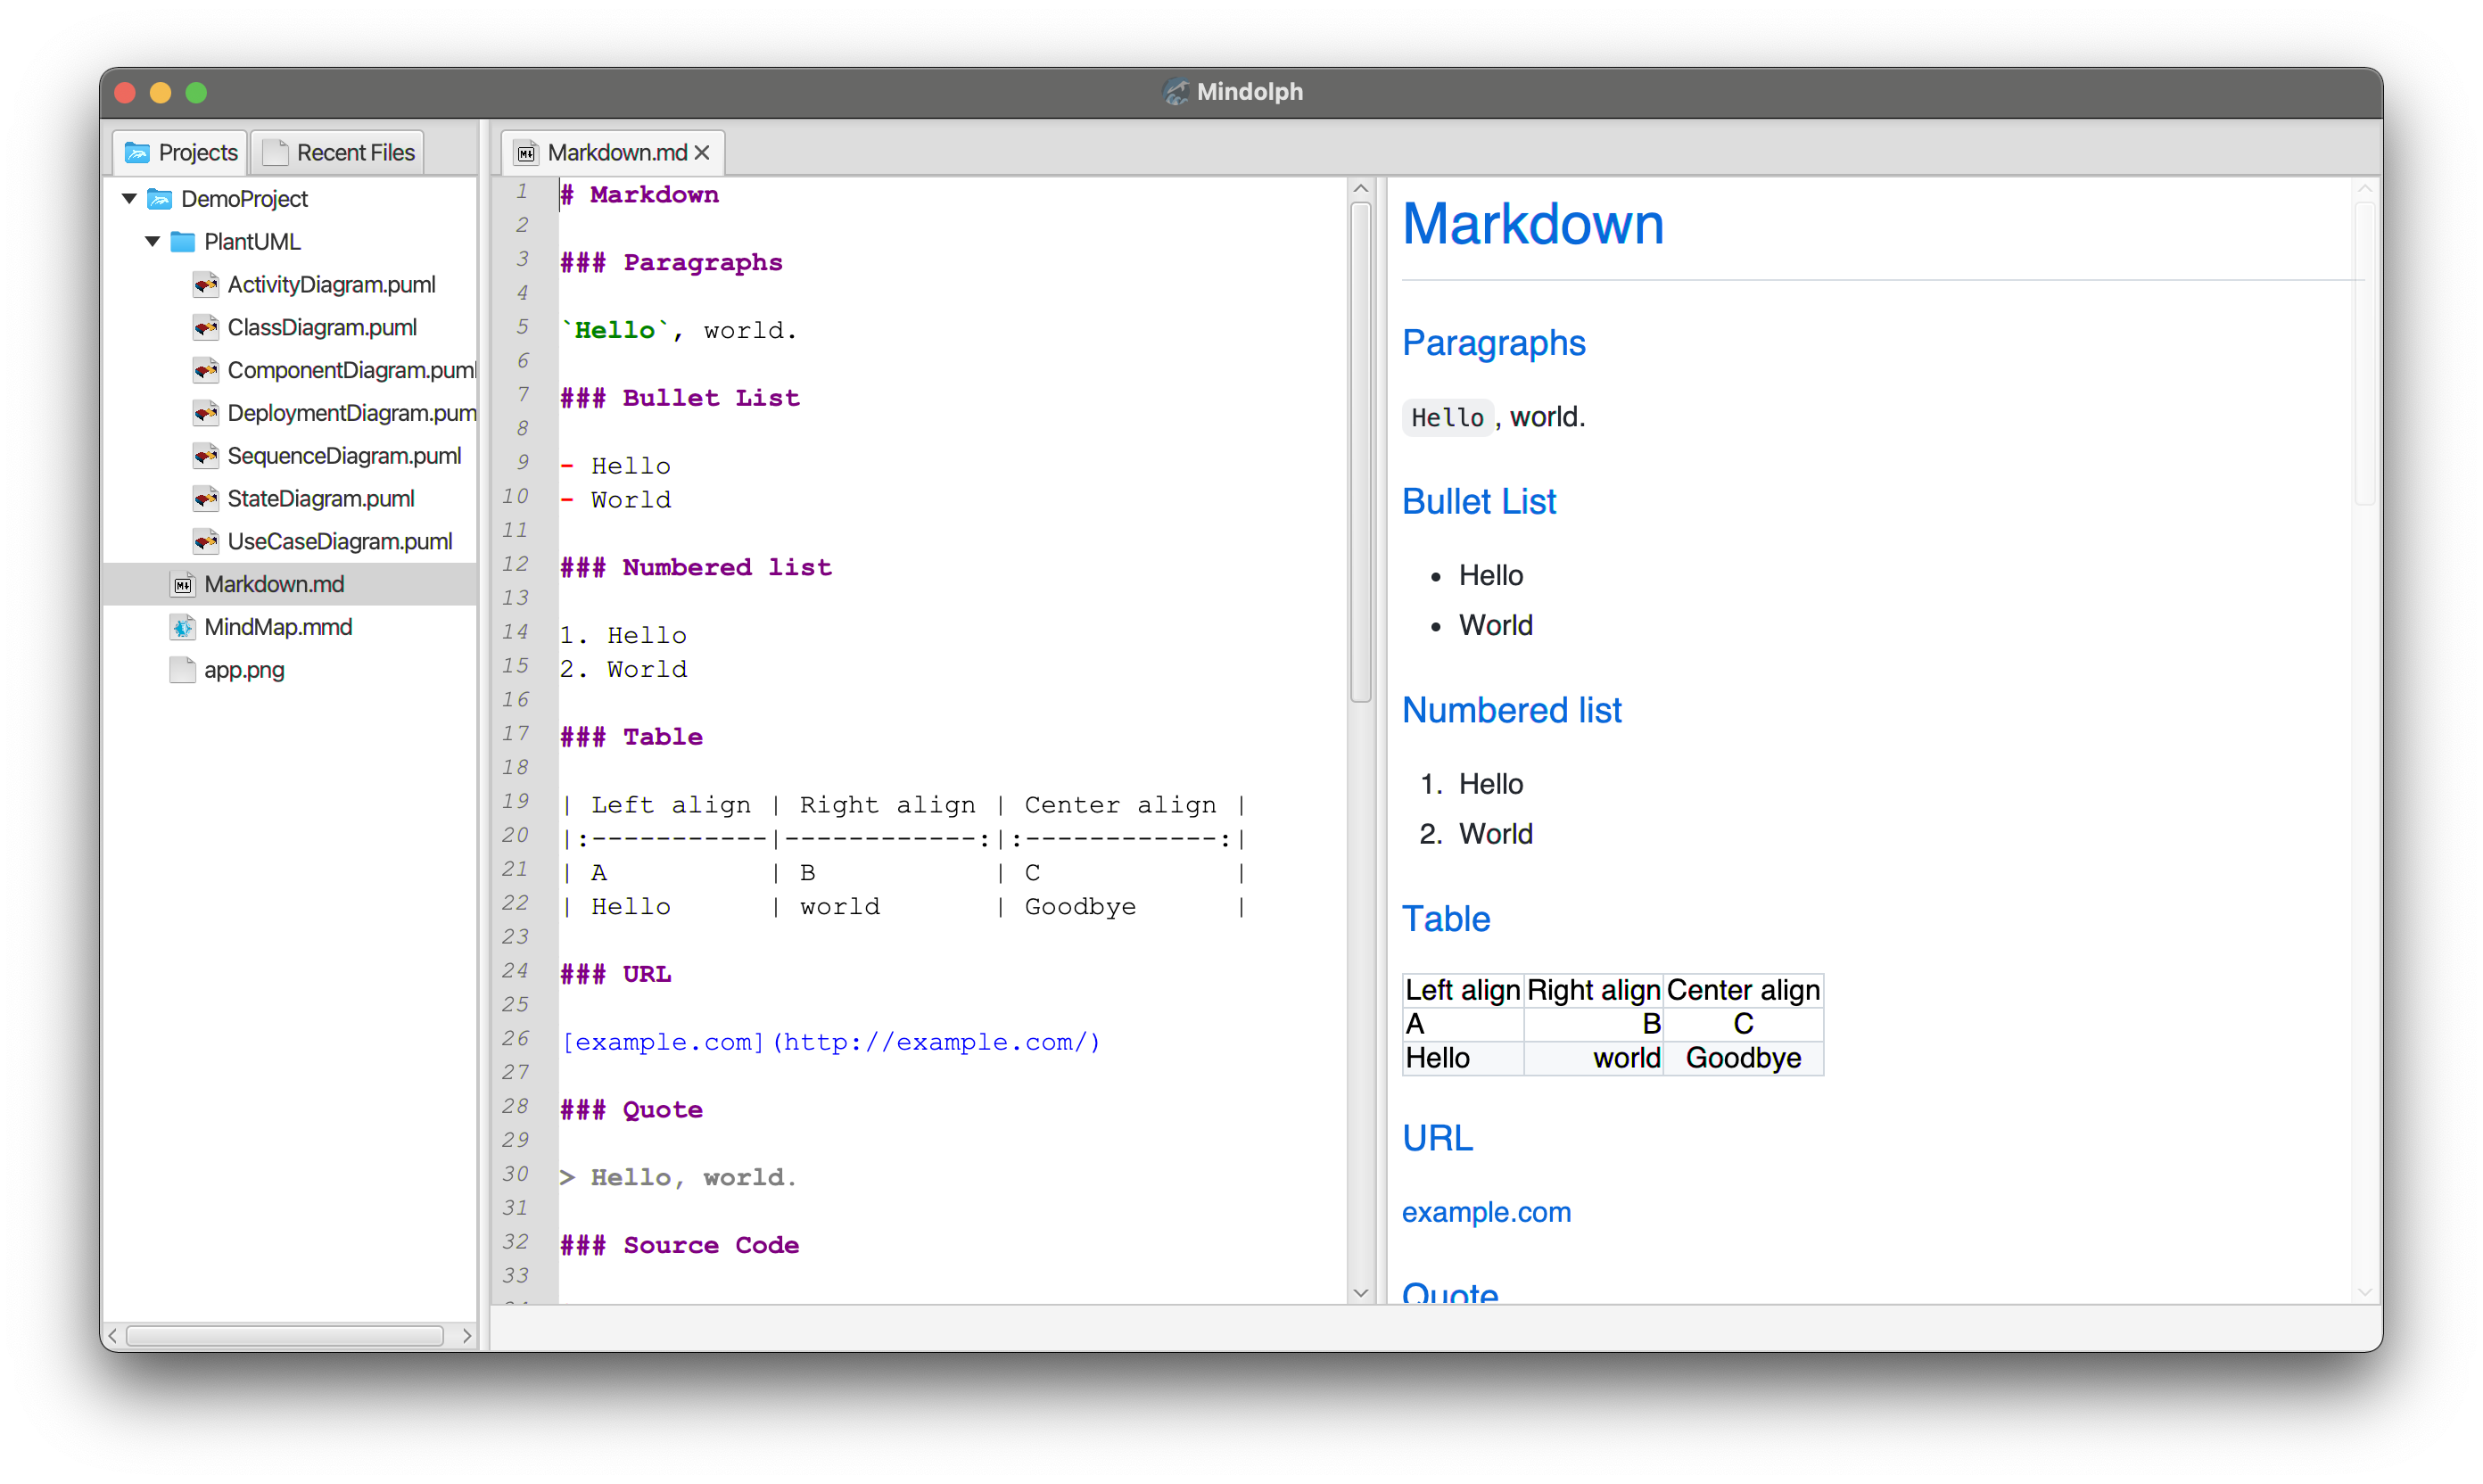 Mindolph
Projects
Recent Files
Markdown.md
DemoProject
PlantUML
ActivityDiagram.puml
ClassDiagram.puml
ComponentDiagram.puml
DeploymentDiagram.pum
SequenceDiagram.puml
StateDiagram.puml
UseCaseDiagram.puml
Markdown.md
MindMap.mmd
app.png
1 # Markdown
2
3 ### Paragraphs
4
5 `Hello`, world.
6
7 ### Bullet List
8
9 - Hello
10 - World
11
12 ### Numbered list
13
14 1. Hello
15 2. World
16
17 ### Table
18
19 | Left align | Right align | Center align |
20 |:-----------|------------:|:------------:|
21 | A          | B           | C            |
22 | Hello      | world       | Goodbye      |
23
24 ### URL
25
26 [example.com](http://example.com/)
27
28 ### Quote
29
30 > Hello, world.
31
32 ### Source Code
33
Markdown
Paragraphs
Hello, world.
Bullet List
• Hello
• World
Numbered list
1. Hello
2. World
Table
Left align Right align Center align
A B C
Hello world Goodbye
URL
example.com
Quote